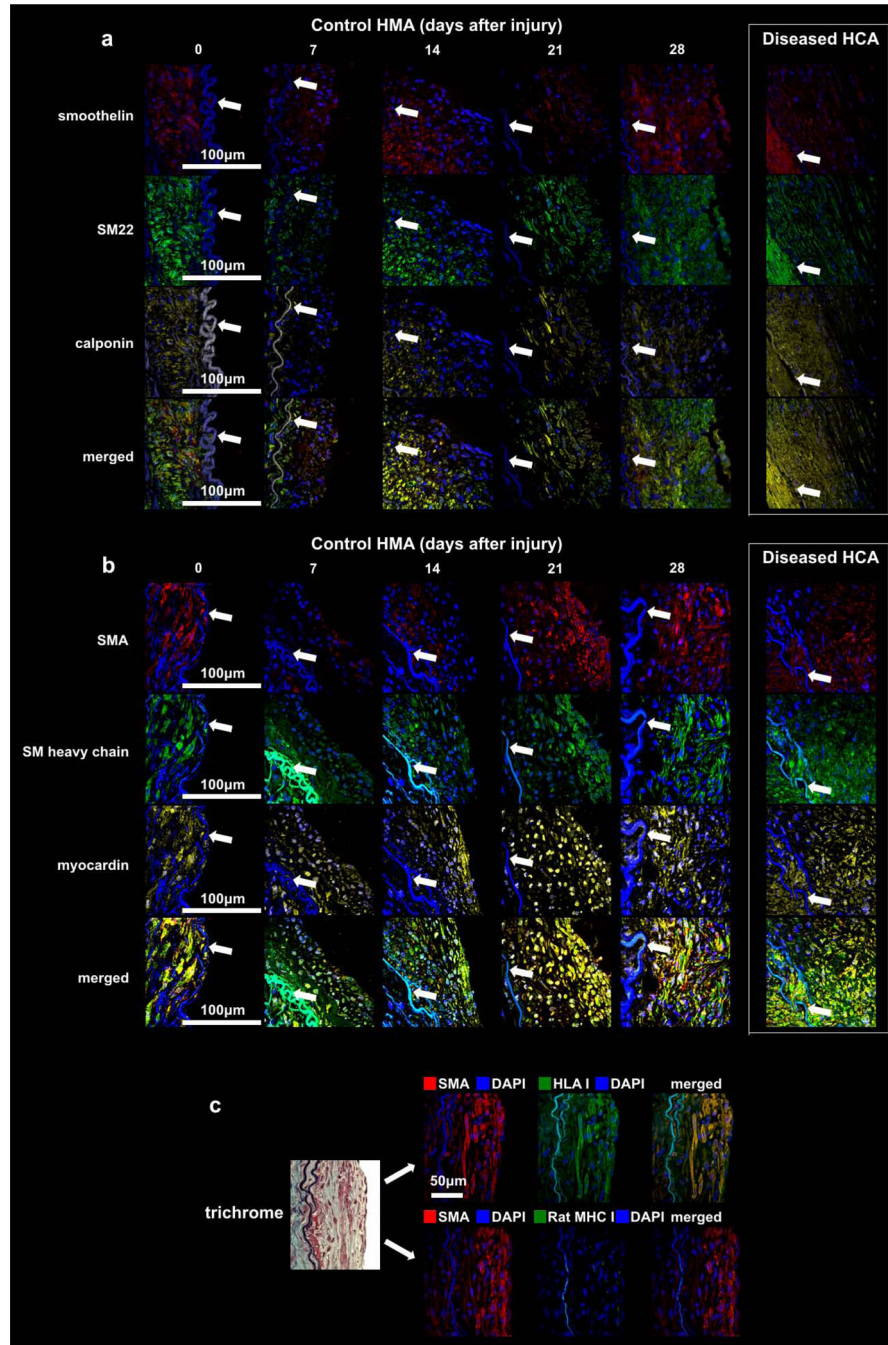 a
Control HMA (days after injury)
0 7 14 21 28
Diseased HCA
smoothelin
100µm
SM22
100µm
calponin
100µm
merged
100µm
b
Control HMA (days after injury)
0 7 14 21 28
Diseased HCA
SMA
100µm
SM heavy chain
myocardin
merged
100µm
c
SMA DAPI HLA I DAPI merged
50µm
trichrome
SMA DAPI Rat MHC I DAPI merged